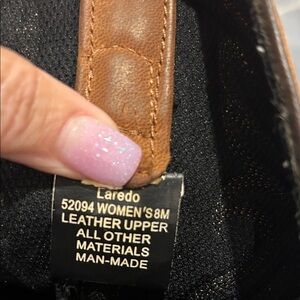 Laredo
52094 WOMEN'S 8M
LEATHER UPPER
ALL OTHER
MATERIALS
MAN-MADE